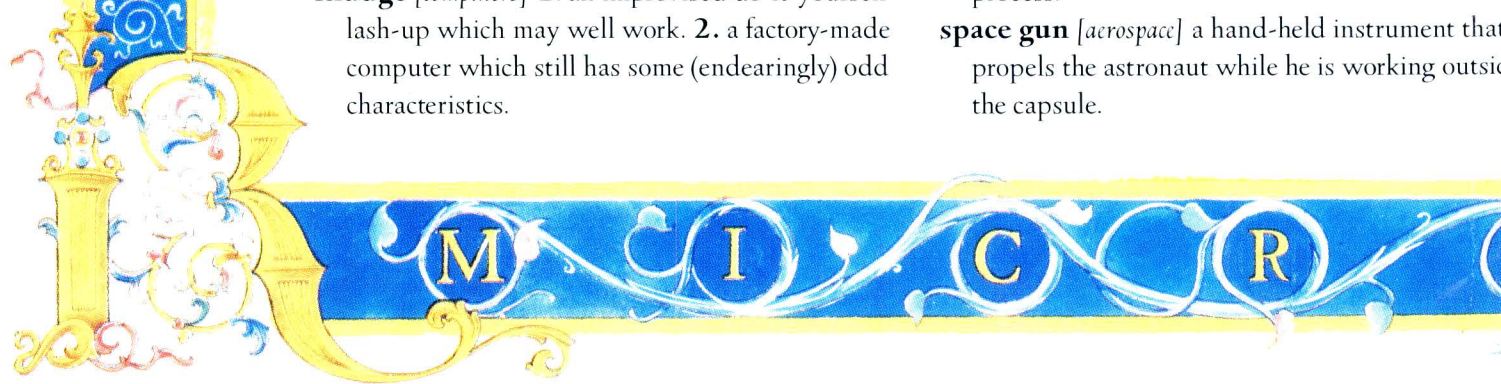 lash-up which may well work. 2. a factory-made
computer which still has some (endearingly) odd
characteristics.
space gun [aerospace] a hand-held instrument that
propels the astronaut while he is working
the capsule.
R
M I C R